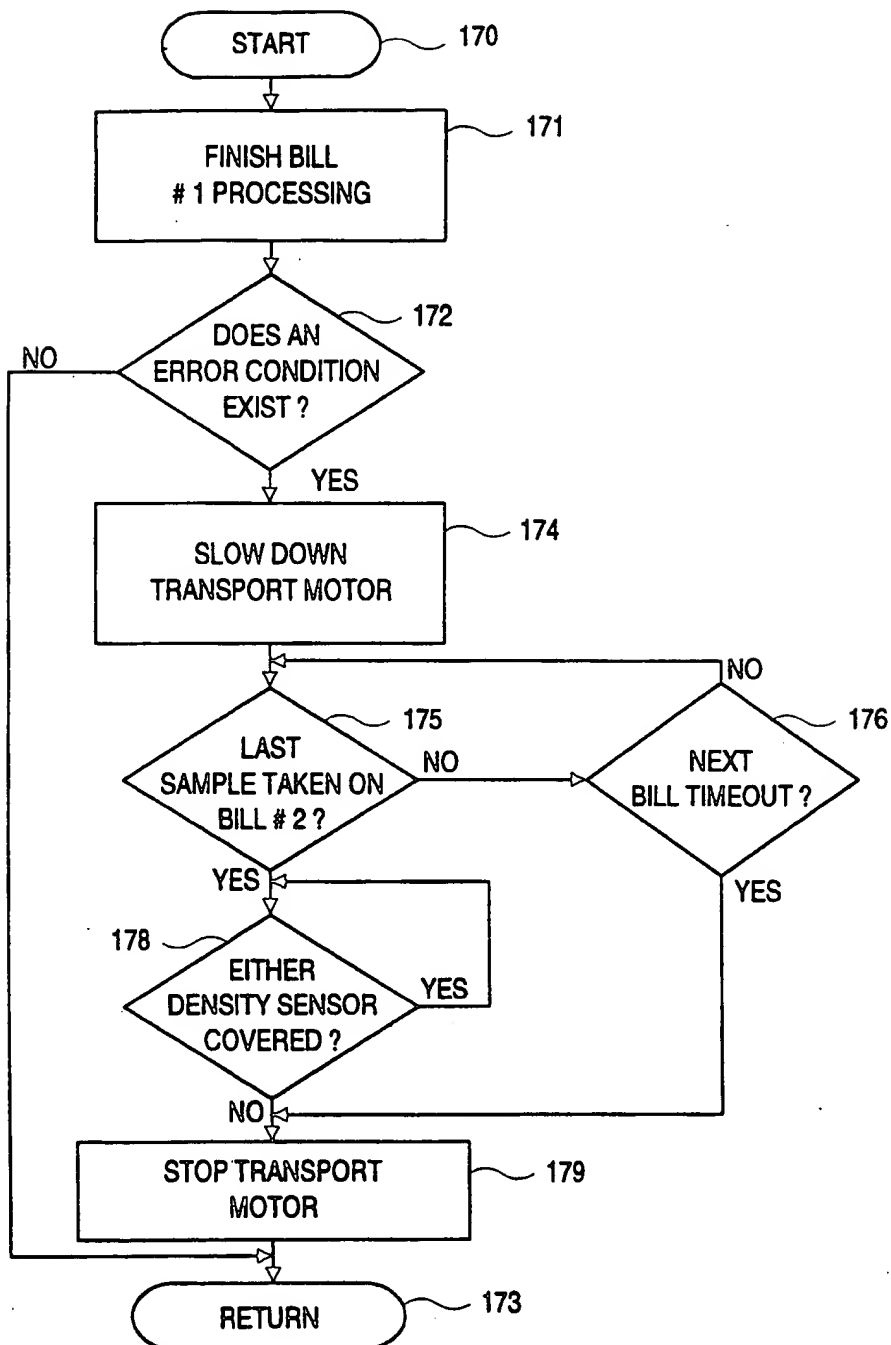 START
170
FINISH BILL
# 1 PROCESSING
171
DOES AN
ERROR CONDITION
EXIST ?
172
NO
YES
SLOW DOWN
TRANSPORT MOTOR
174
LAST
SAMPLE TAKEN ON
BILL # 2 ?
175
NO
NEXT
BILL TIMEOUT ?
176
NO
YES
YES
EITHER
DENSITY SENSOR
COVERED ?
178
YES
NO
STOP TRANSPORT
MOTOR
179
RETURN
173